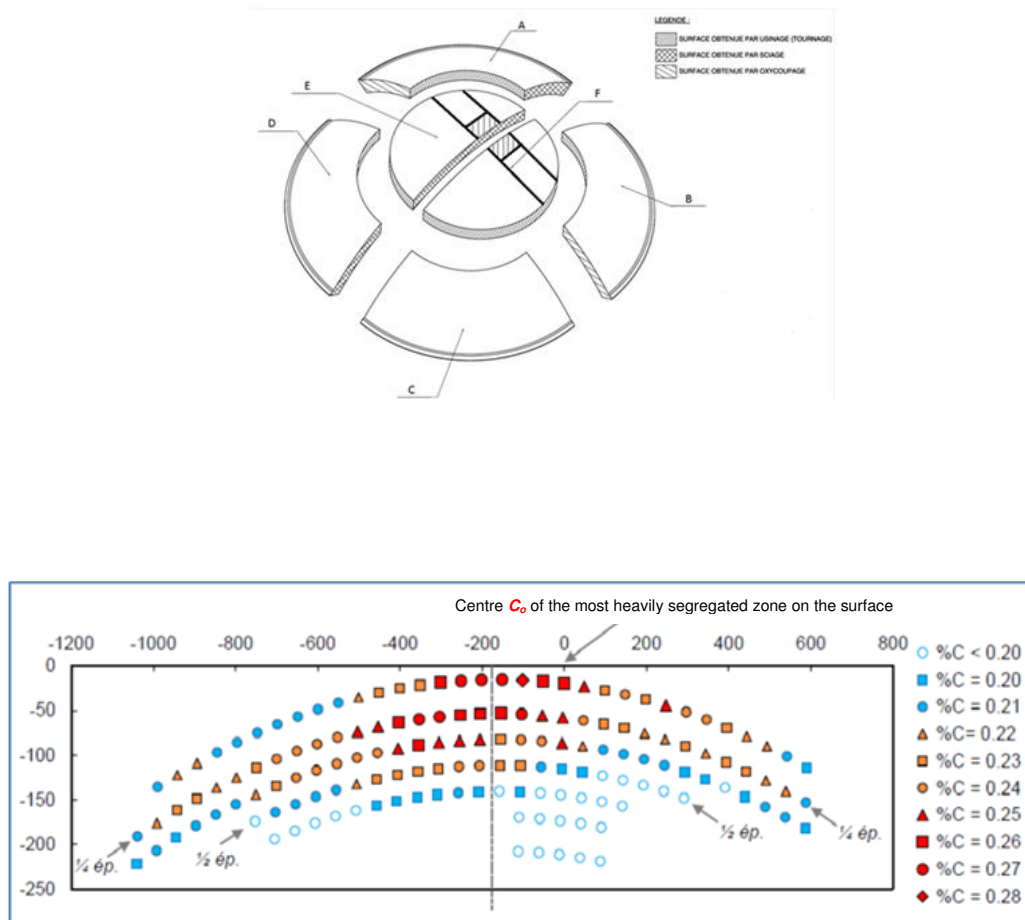 LEGENDE :
SURFACE OBTENUE PAR USINAGE (TOURNAGE)
SURFACE OBTENUE PAR SCIAGE
SURFACE OBTENUE PAR OXYCOUPAGE
A
E
F
D
B
C
Centre Co of the most heavily segregated zone on the surface
-1200 -1000 -800 -600 -400 -200 0 200 400 600 800
0
-50
-100
-150
-200
-250
¼ ép.
½ ép.
½ ép.
¼ ép.
%C < 0.20
%C = 0.20
%C = 0.21
%C= 0.22
%C = 0.23
%C = 0.24
%C = 0.25
%C = 0.26
%C = 0.27
%C = 0.28